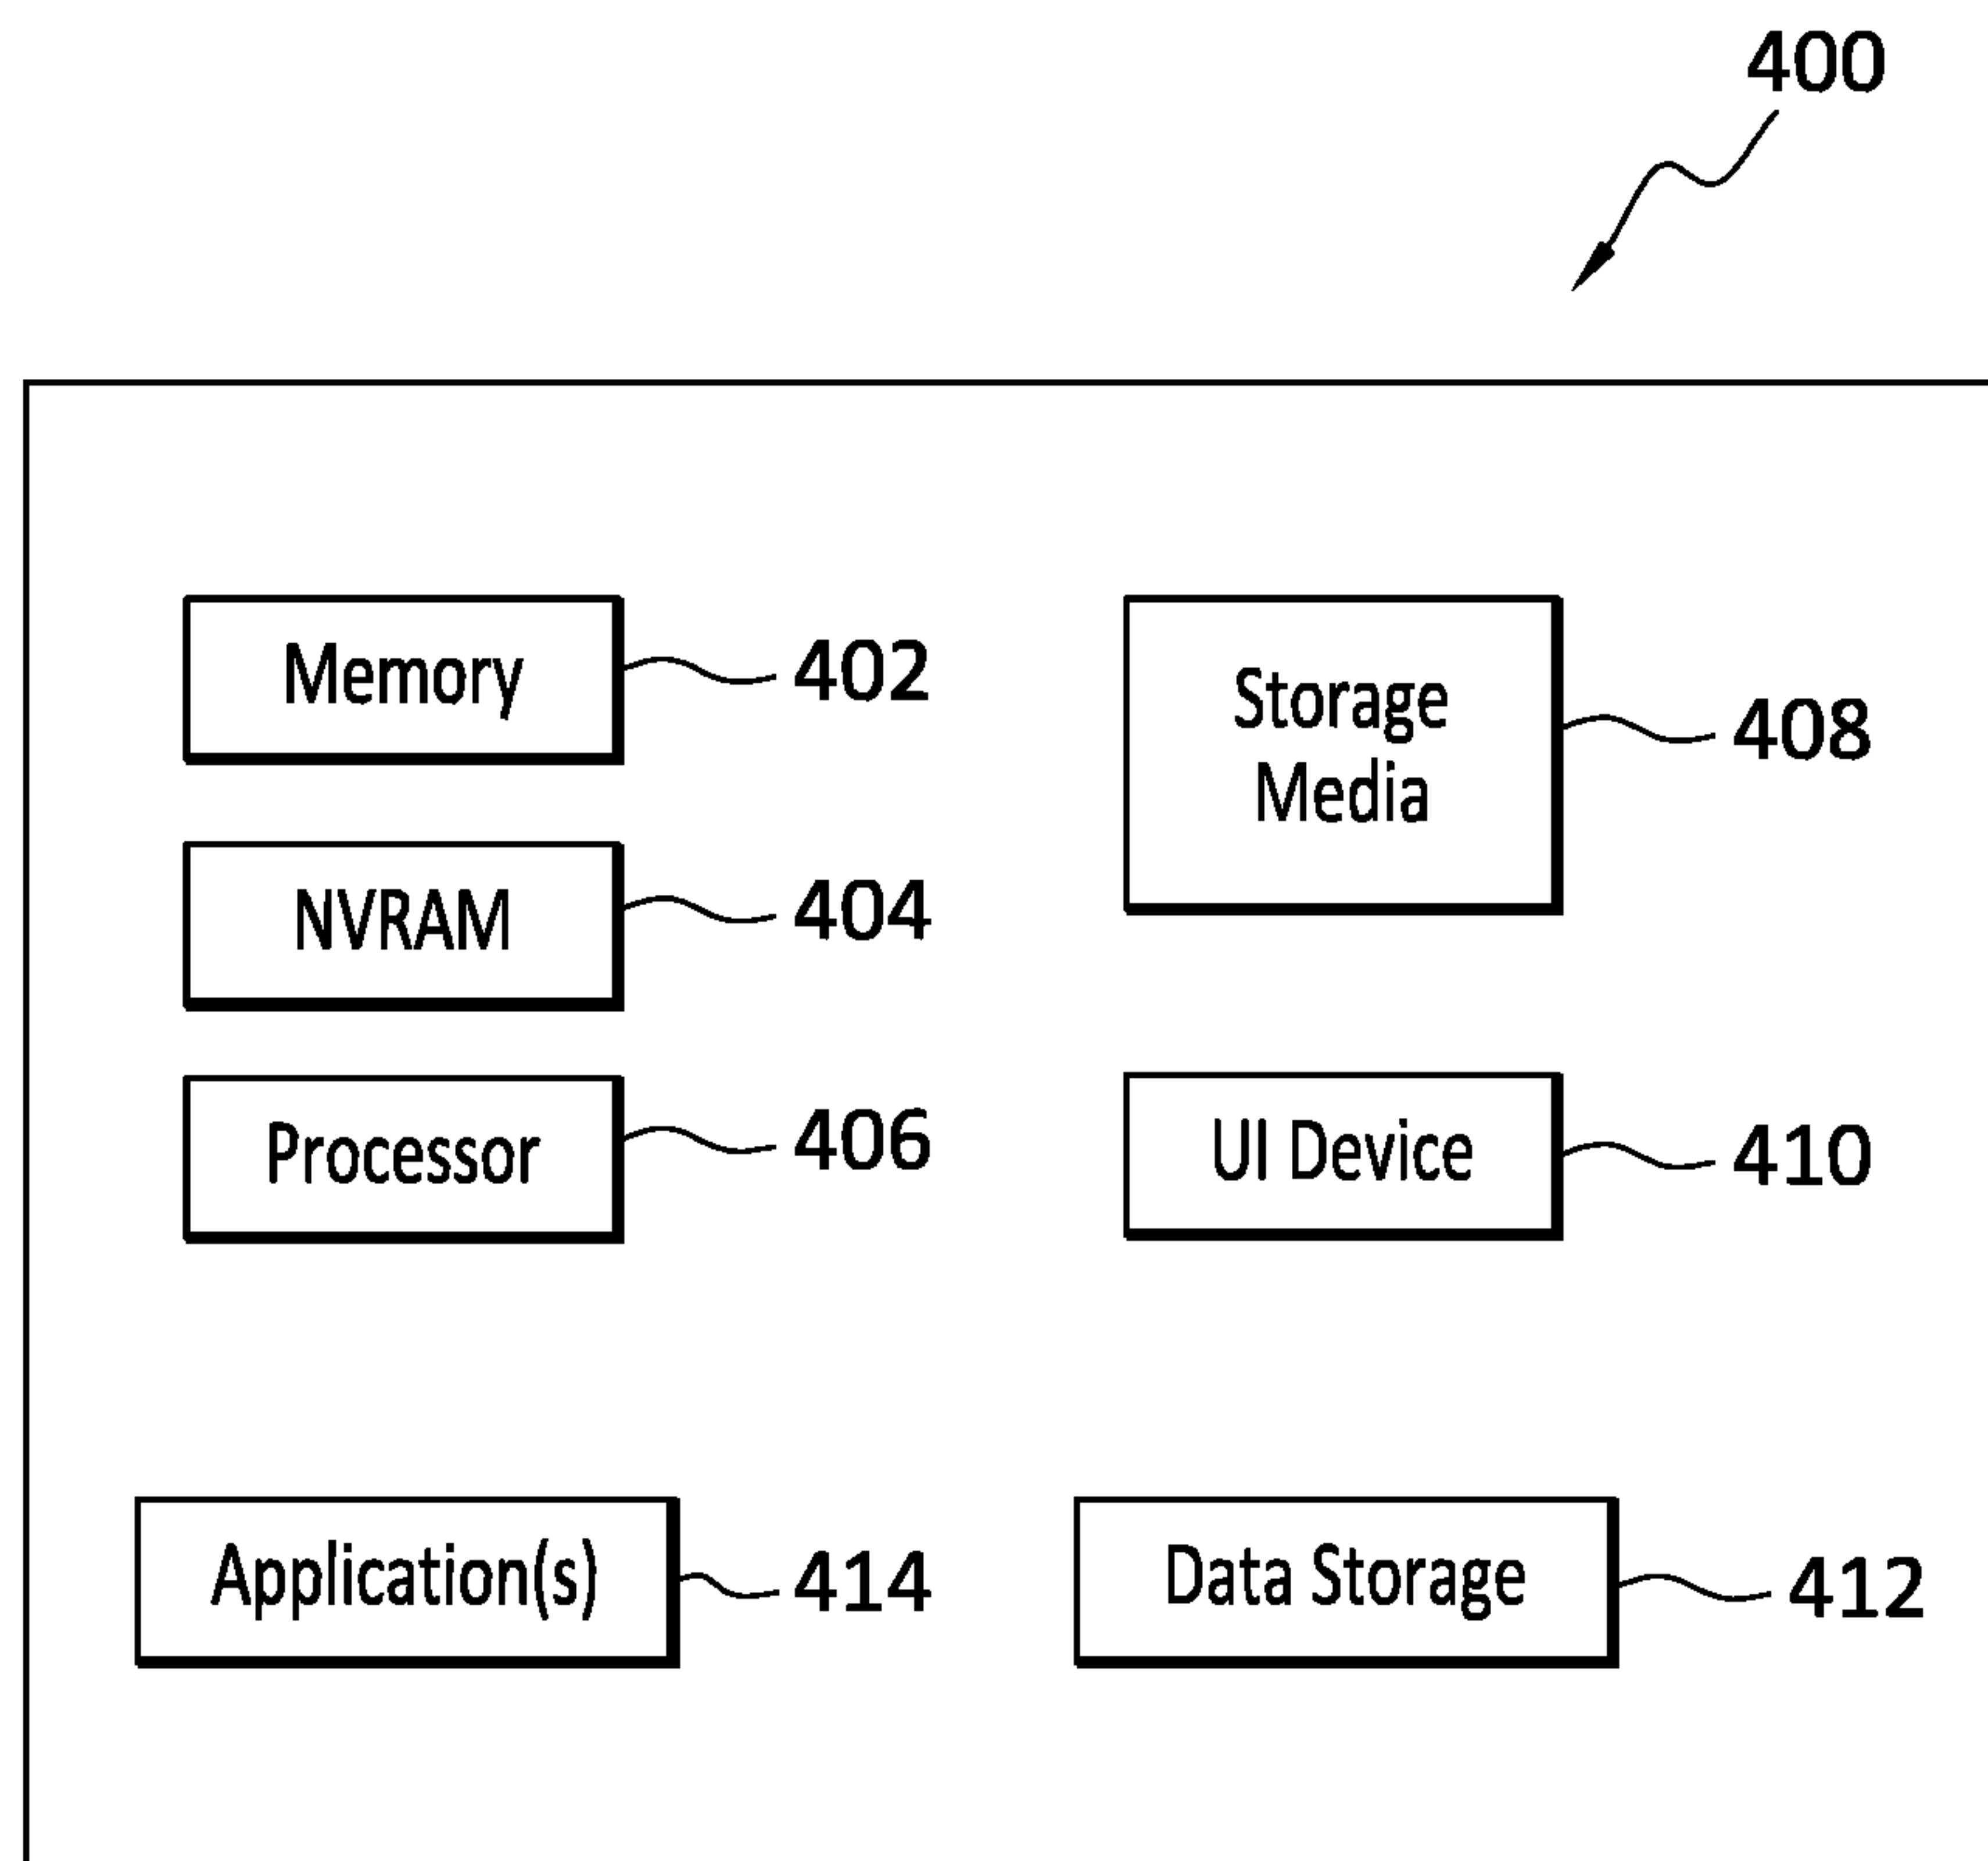 400
Memory
402
NVRAM
404
Processor
406
Storage
Media
408
UI Device
410
Application(s)
414
Data Storage
412